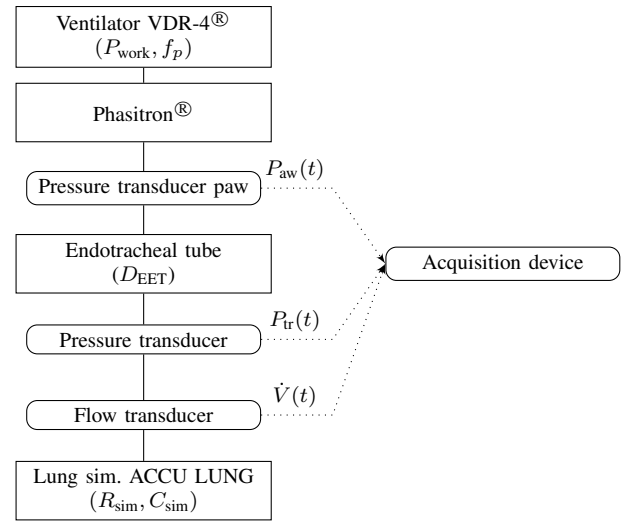 Ventilator VDR-4®
(P_work, f_p)
Phasitron®
Pressure transducer paw
P_aw(t)
Endotracheal tube
(D_EET)
Acquisition device
Pressure transducer
P_tr(t)
Flow transducer
V̇(t)
Lung sim. ACCU LUNG
(R_sim, C_sim)